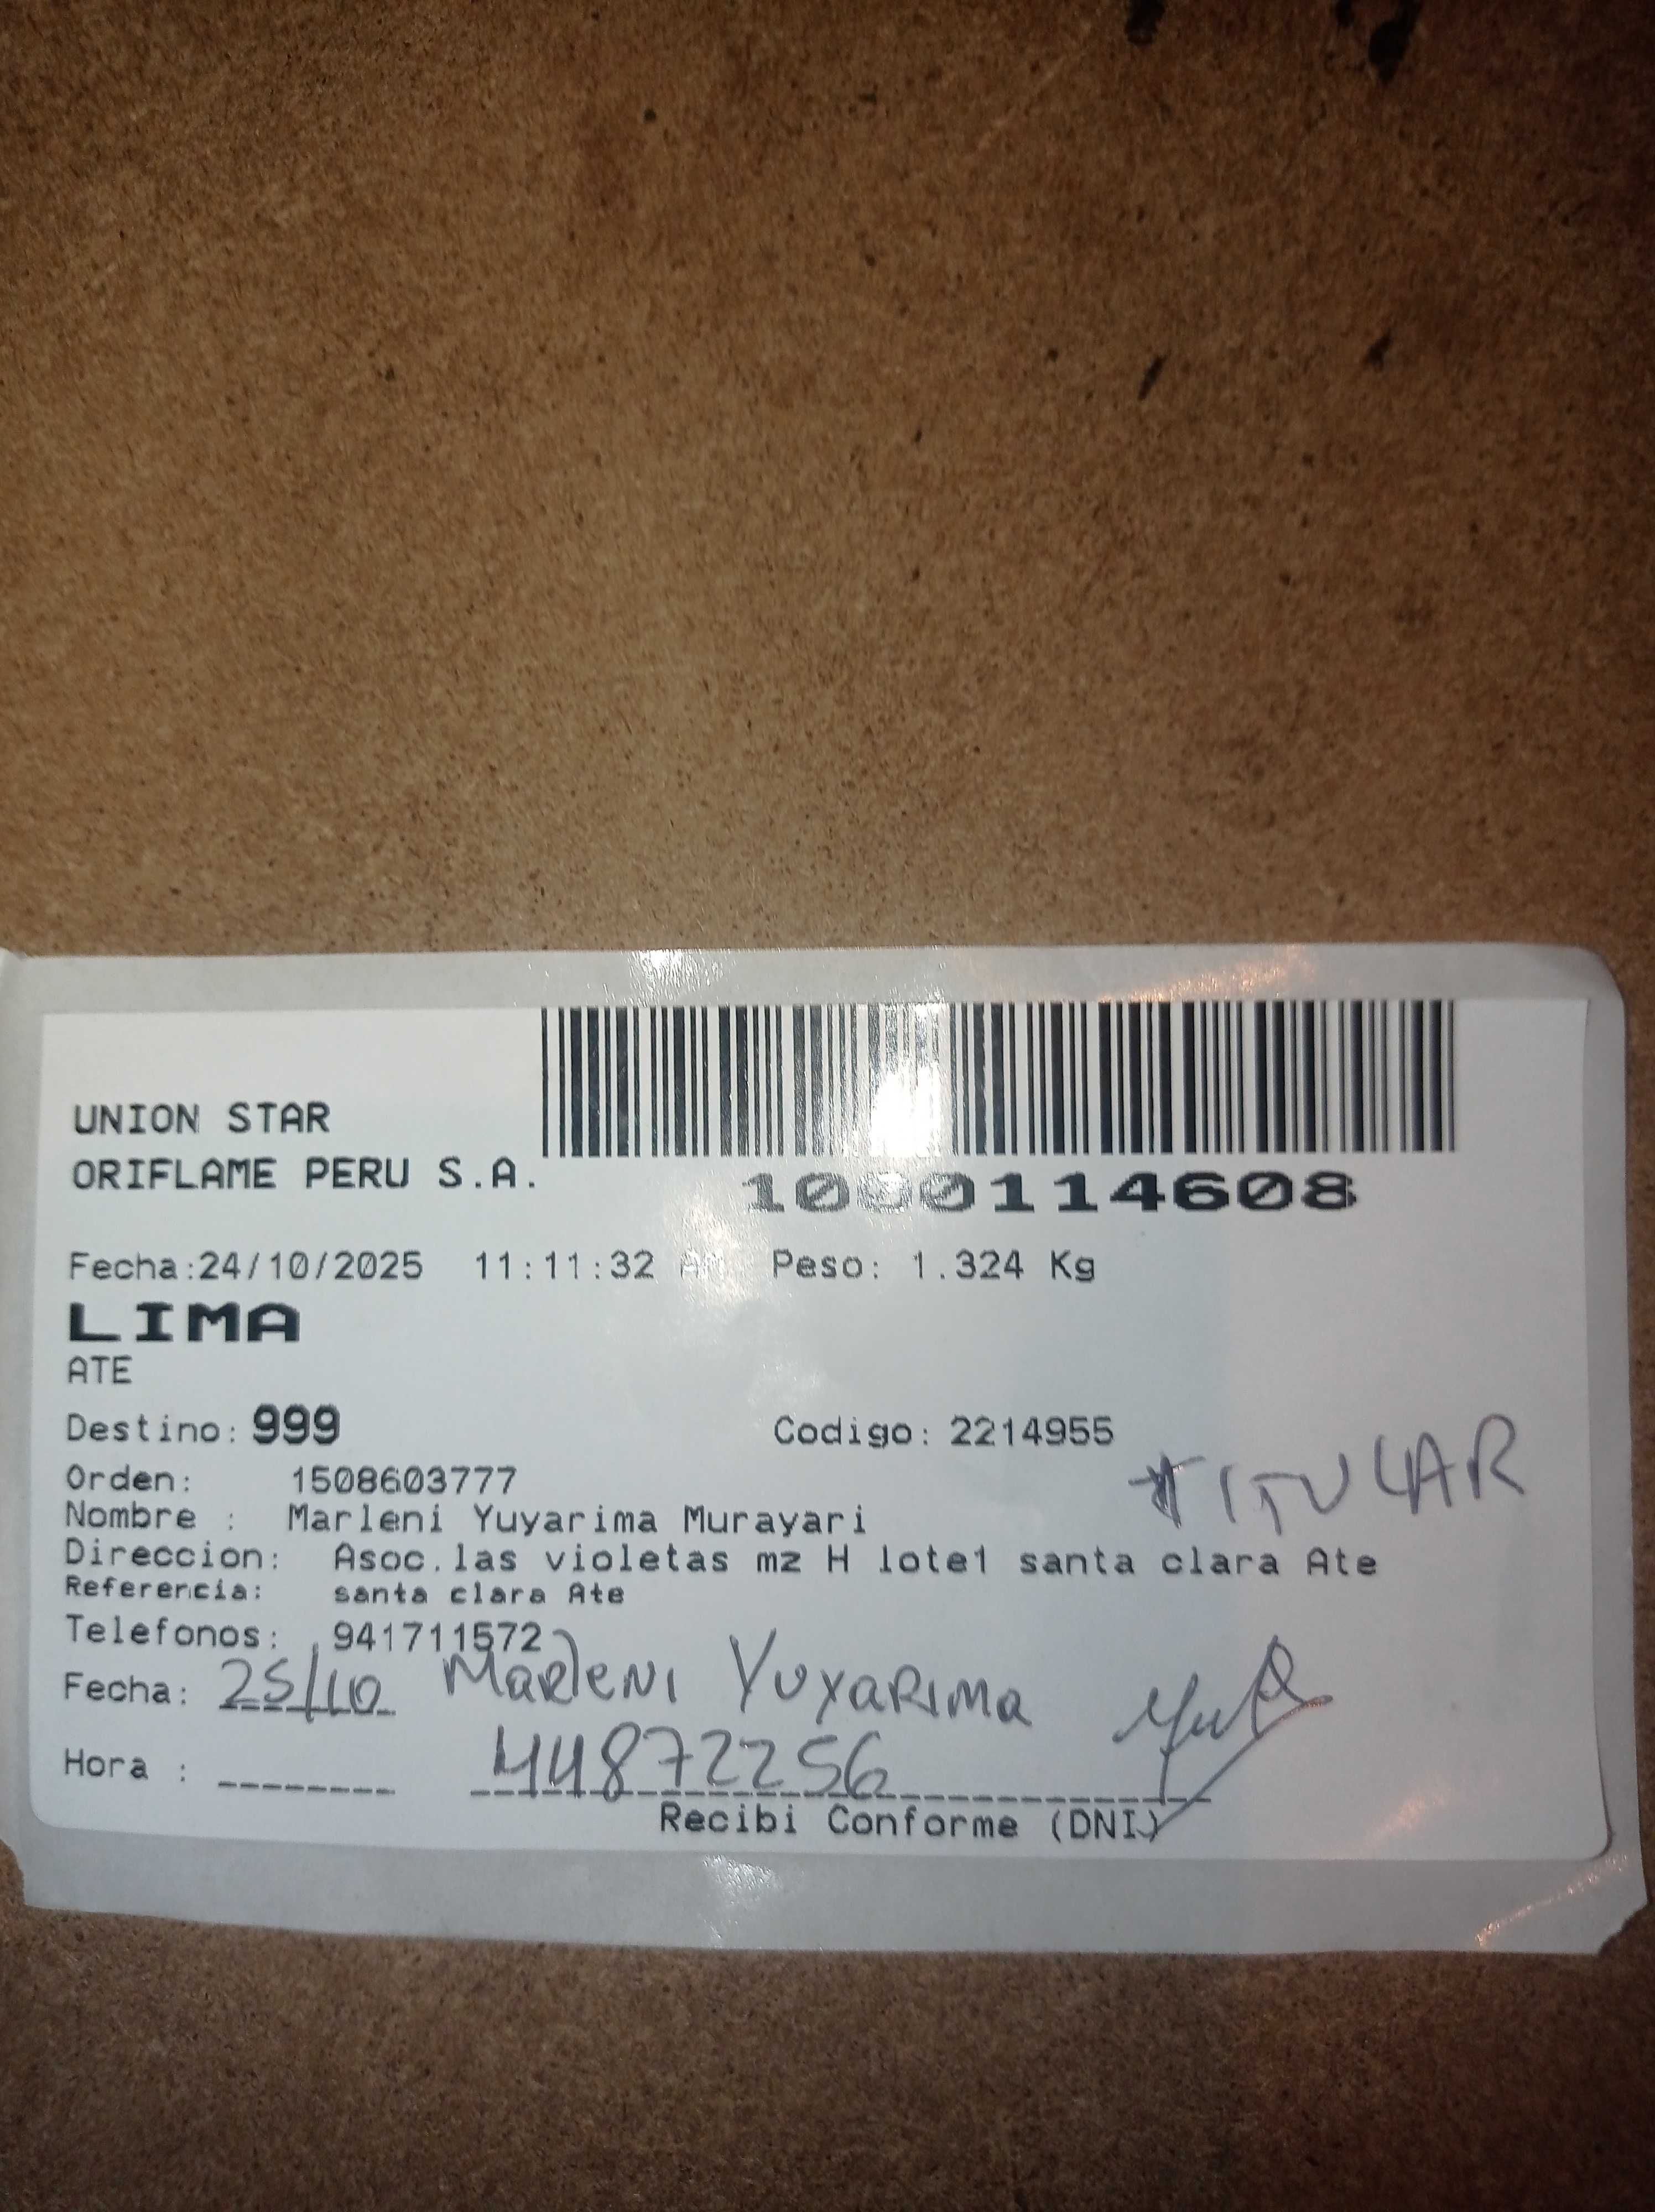 UNION STAR
ORIFLAME PERU S.A.
1000114608
Fecha:24/10/2025 11:11:32 AM Peso: 1.324 Kg
LIMA
ATE
Destino: 999 Codigo: 2214955
TITULAR
Orden: 1508603777
Nombre : Marleni Yuyarima Murayari
Direccion: Asoc.las violetas mz H lote1 santa clara Ate
Referencia: santa clara Ate
Telefonos: 941711572
Fecha: 25/10 Marleni Yuyarima
Hora : 44872256
Recibi Conforme (DNI)